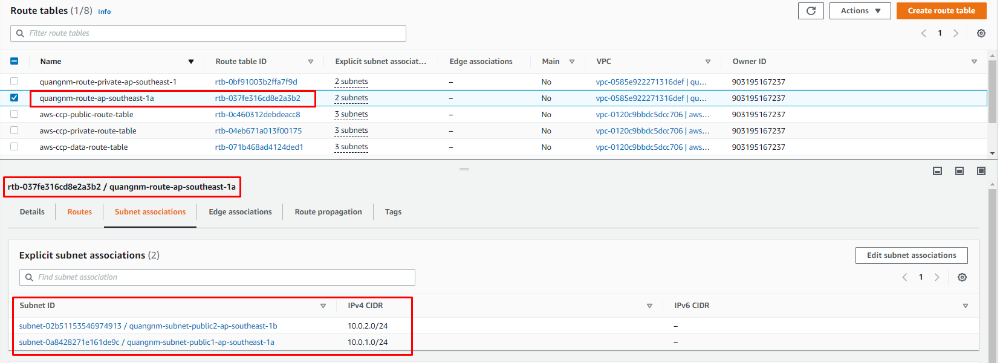 Route tables (1/8) Info
Actions
Create route table
Filter route tables
1
Name Route table ID Explicit subnet associat... Edge associations Main VPC Owner ID
quangnm-route-private-ap-southeast-1 rtb-0bf91003b2ffa7f9d 2 subnets – No vpc-0585e922271316def | qu... 903195167237
quangnm-route-ap-southeast-1a rtb-037fe316cd8e2a3b2 2 subnets – No vpc-0585e922271316def | qu... 903195167237
aws-ccp-public-route-table rtb-0c460312debdeacc8 3 subnets – No vpc-0120c9bbdc5dcc706 | aws... 903195167237
aws-ccp-private-route-table rtb-04eb671a013f00175 3 subnets – No vpc-0120c9bbdc5dcc706 | aws... 903195167237
aws-ccp-data-route-table rtb-071b468ad4124ded1 3 subnets – No vpc-0120c9bbdc5dcc706 | aws... 903195167237
rtb-037fe316cd8e2a3b2 / quangnm-route-ap-southeast-1a
Details Routes Subnet associations Edge associations Route propagation Tags
Explicit subnet associations (2)
Edit subnet associations
Find subnet association
1
Subnet ID IPv4 CIDR IPv6 CIDR
subnet-02b51153546974913 / quangnm-subnet-public2-ap-southeast-1b 10.0.2.0/24 –
subnet-0a8428271e161de9c / quangnm-subnet-public1-ap-southeast-1a 10.0.1.0/24 –